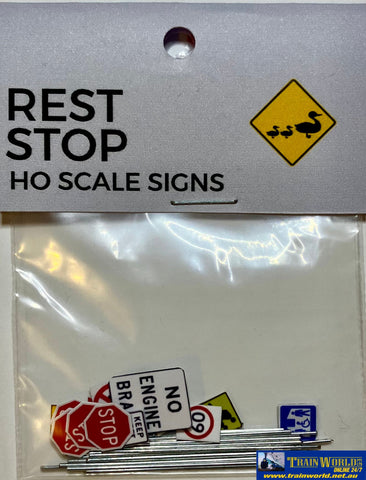 REST
STOP
HO SCALE SIGNS
NO
ENGINE
BRA
KEEP
STOP
60
TRAIN WORLD
ONLINE 24/7
www.trainworld.net.au